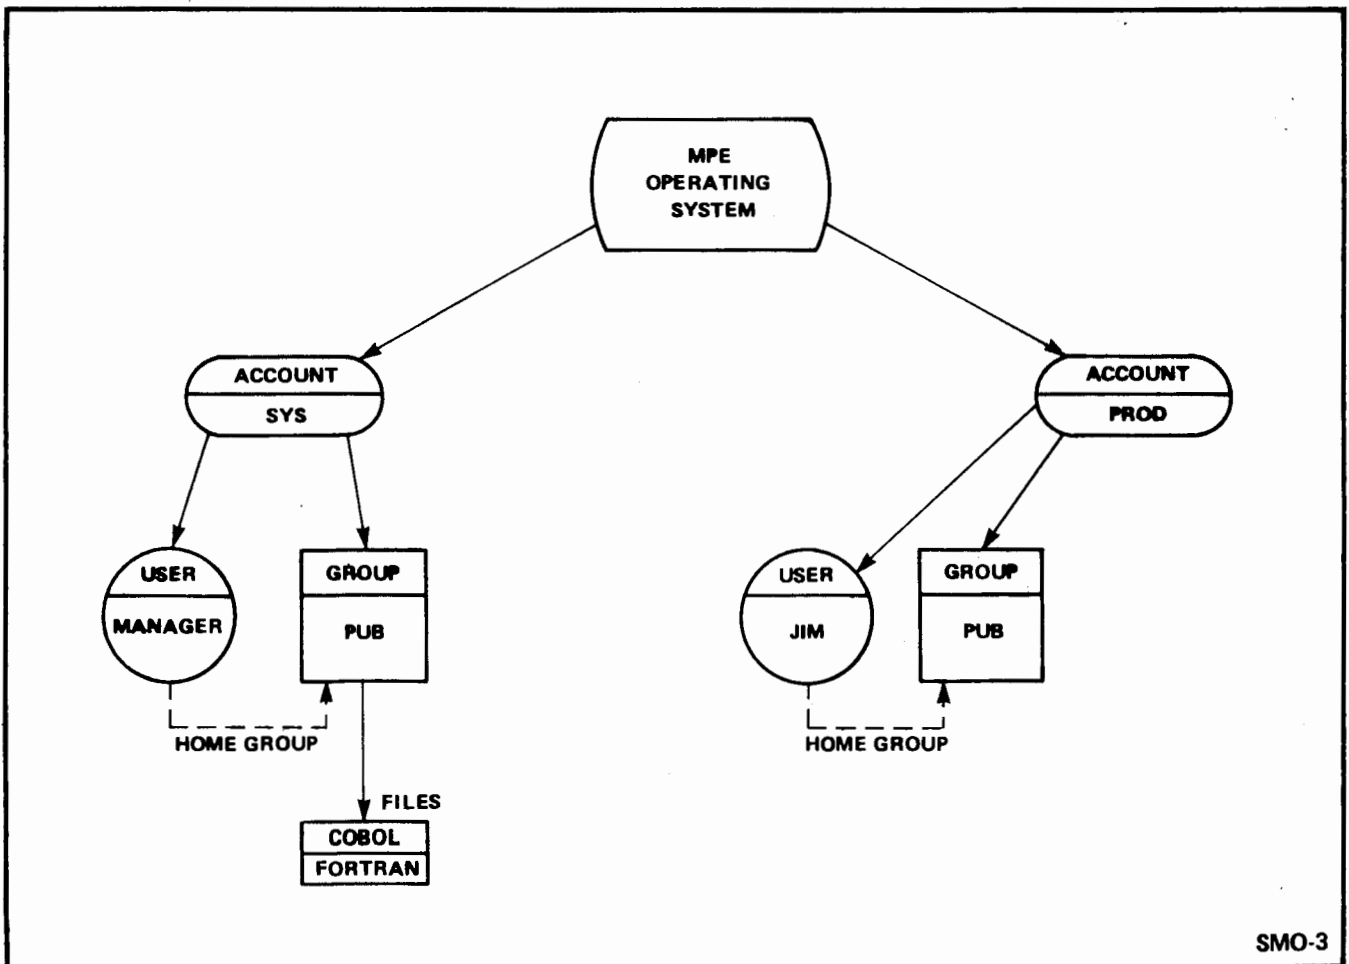 MPE
OPERATING
SYSTEM
ACCOUNT
SYS
ACCOUNT
PROD
USER
MANAGER
GROUP
PUB
USER
JIM
GROUP
PUB
HOME GROUP
HOME GROUP
FILES
COBOL
FORTRAN
SMO-3